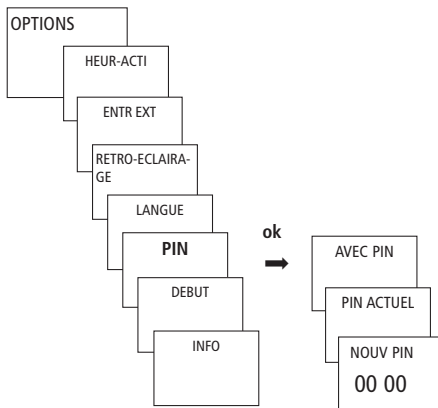 OPTIONS
HEUR-ACTI
ENTR EXT
RETRO-ECLAIRA-
GE
LANGUE
PIN
DEBUT
INFO
ok
AVEC PIN
PIN ACTUEL
NOUV PIN
00 00